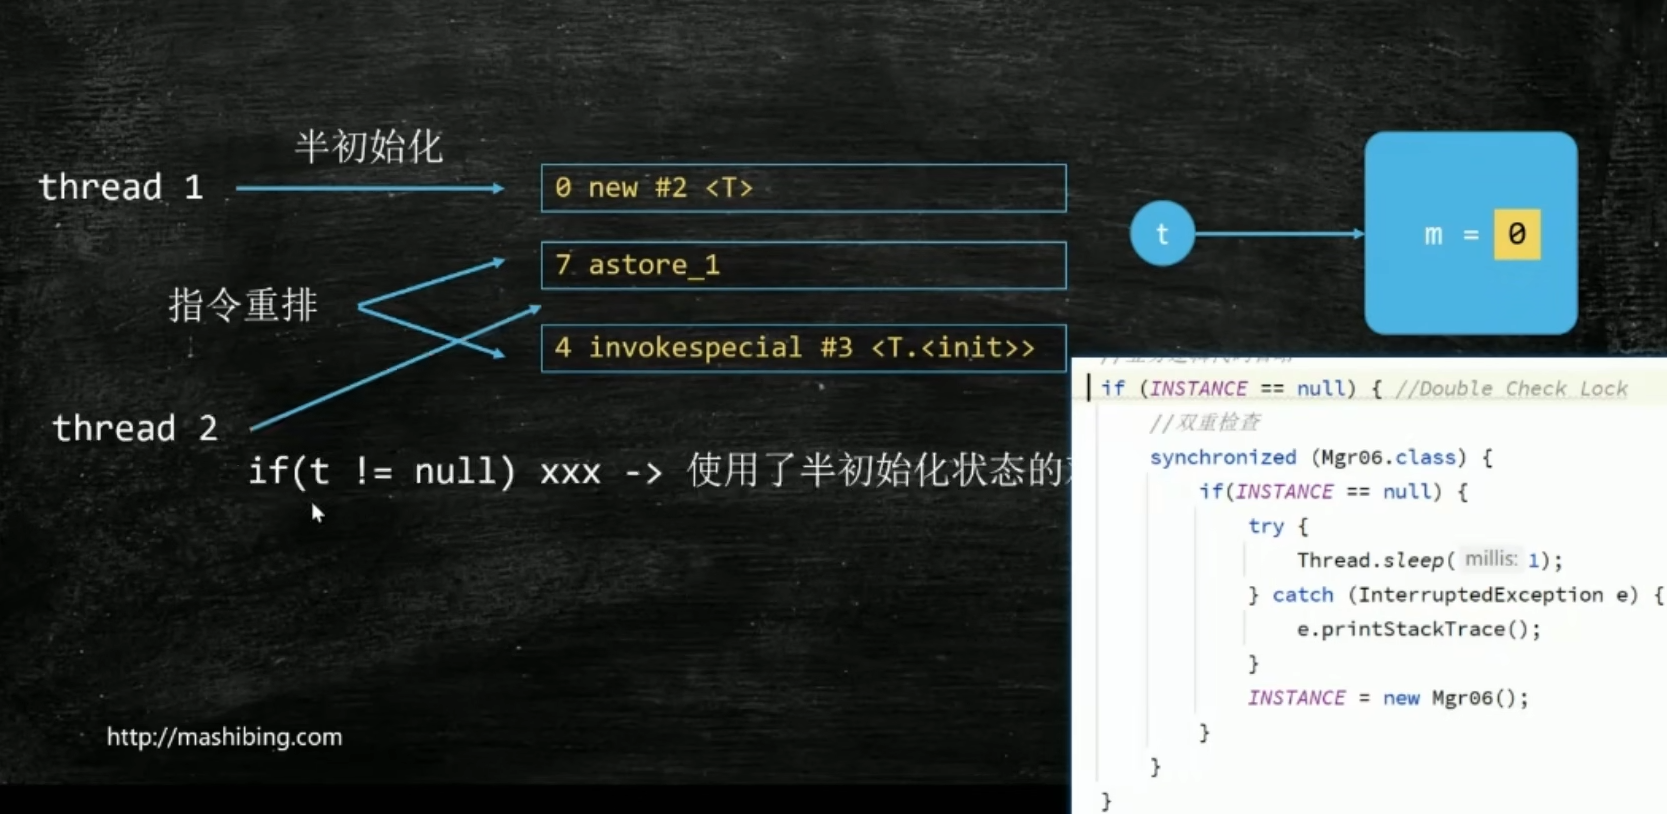 半初始化
thread 1
0 new #2 <T>
7 astore_1
指令重排
4 invokespecial #3 <T.<init>>
t
m = 0
thread 2
if(t != null) xxx -> 使用了半初始化状态的
http://mashibing.com
if (INSTANCE == null) { //Double Check Lock
//双重检查
synchronized (Mgr06.class) {
if(INSTANCE == null) {
try {
Thread.sleep( millis: 1);
} catch (InterruptedException e) {
e.printStackTrace();
}
INSTANCE = new Mgr06();
}
}
}